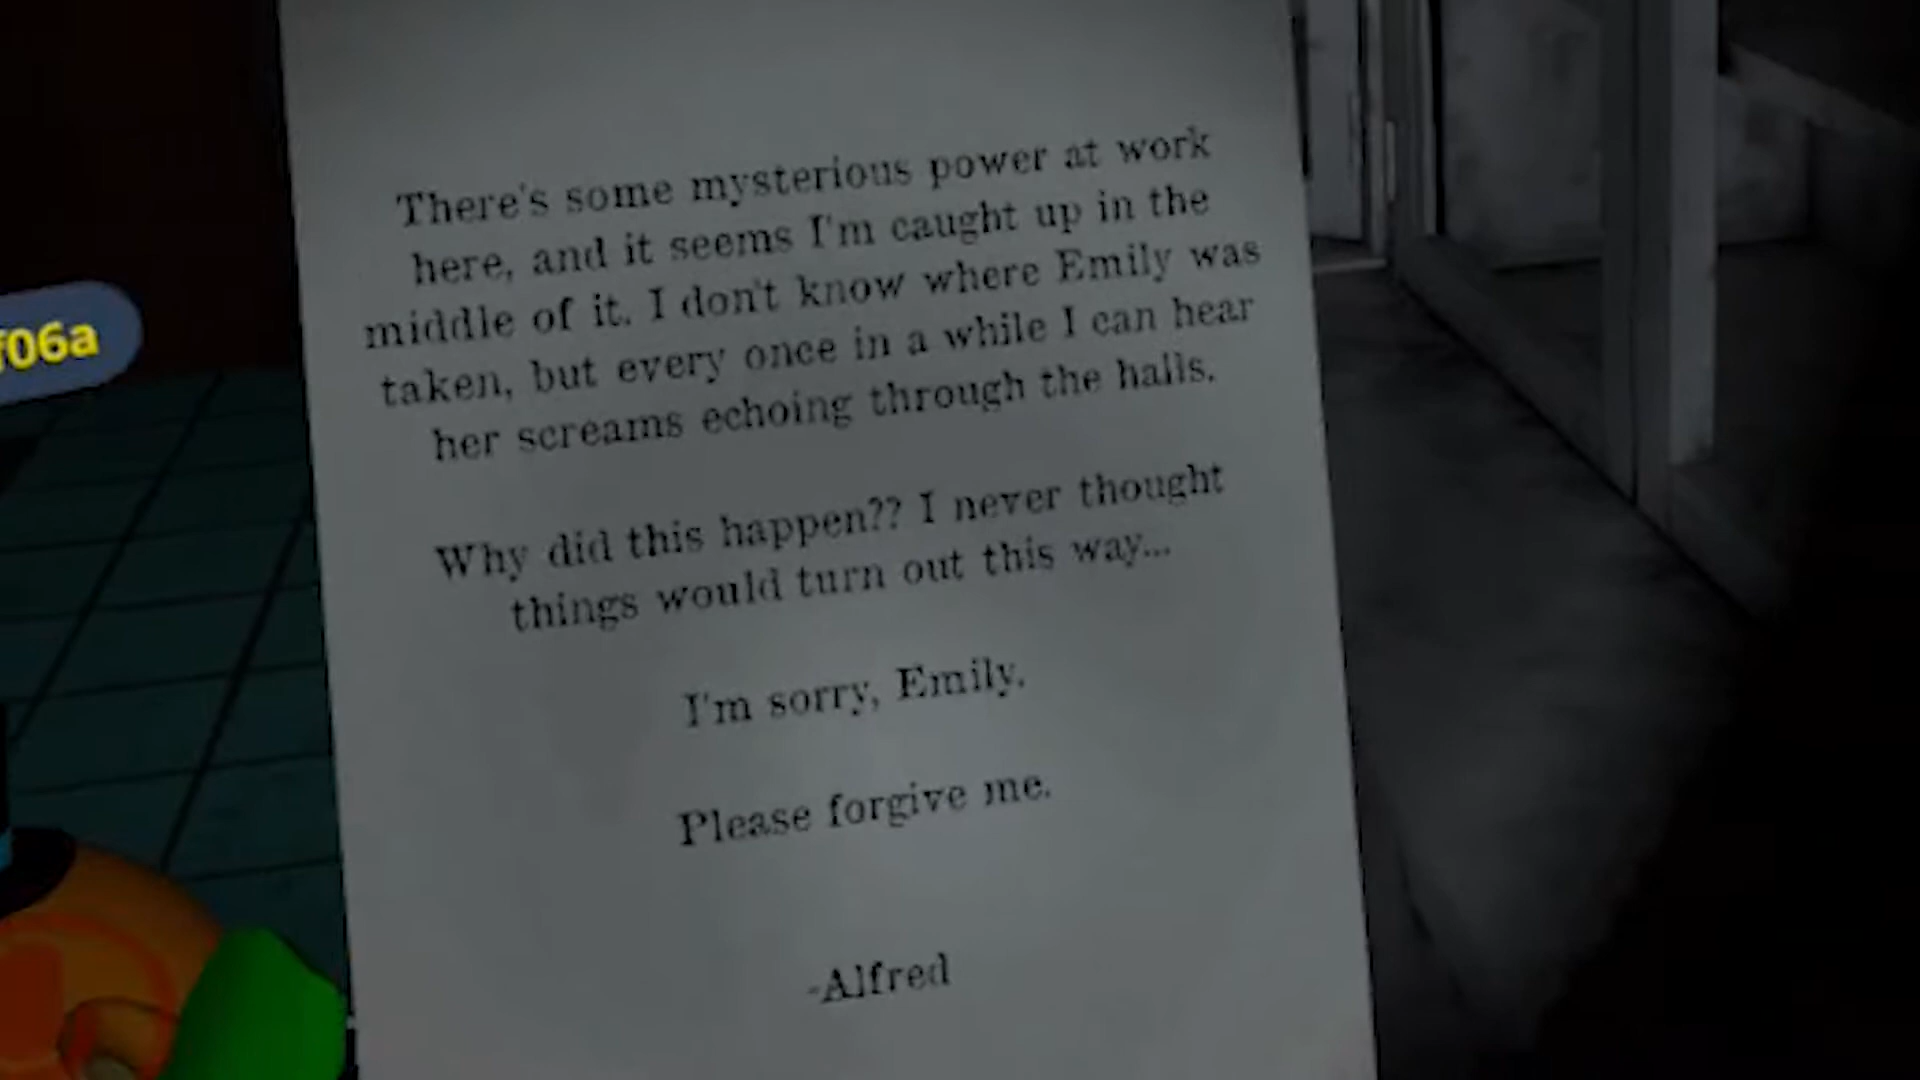 f06a
There's some mysterious power at work
here, and it seems I'm caught up in the
middle of it. I don't know where Emily was
taken, but every once in a while I can hear
her screams echoing through the halls.
Why did this happen?? I never thought
things would turn out this way...
I'm sorry, Emily.
Please forgive me.
-Alfred